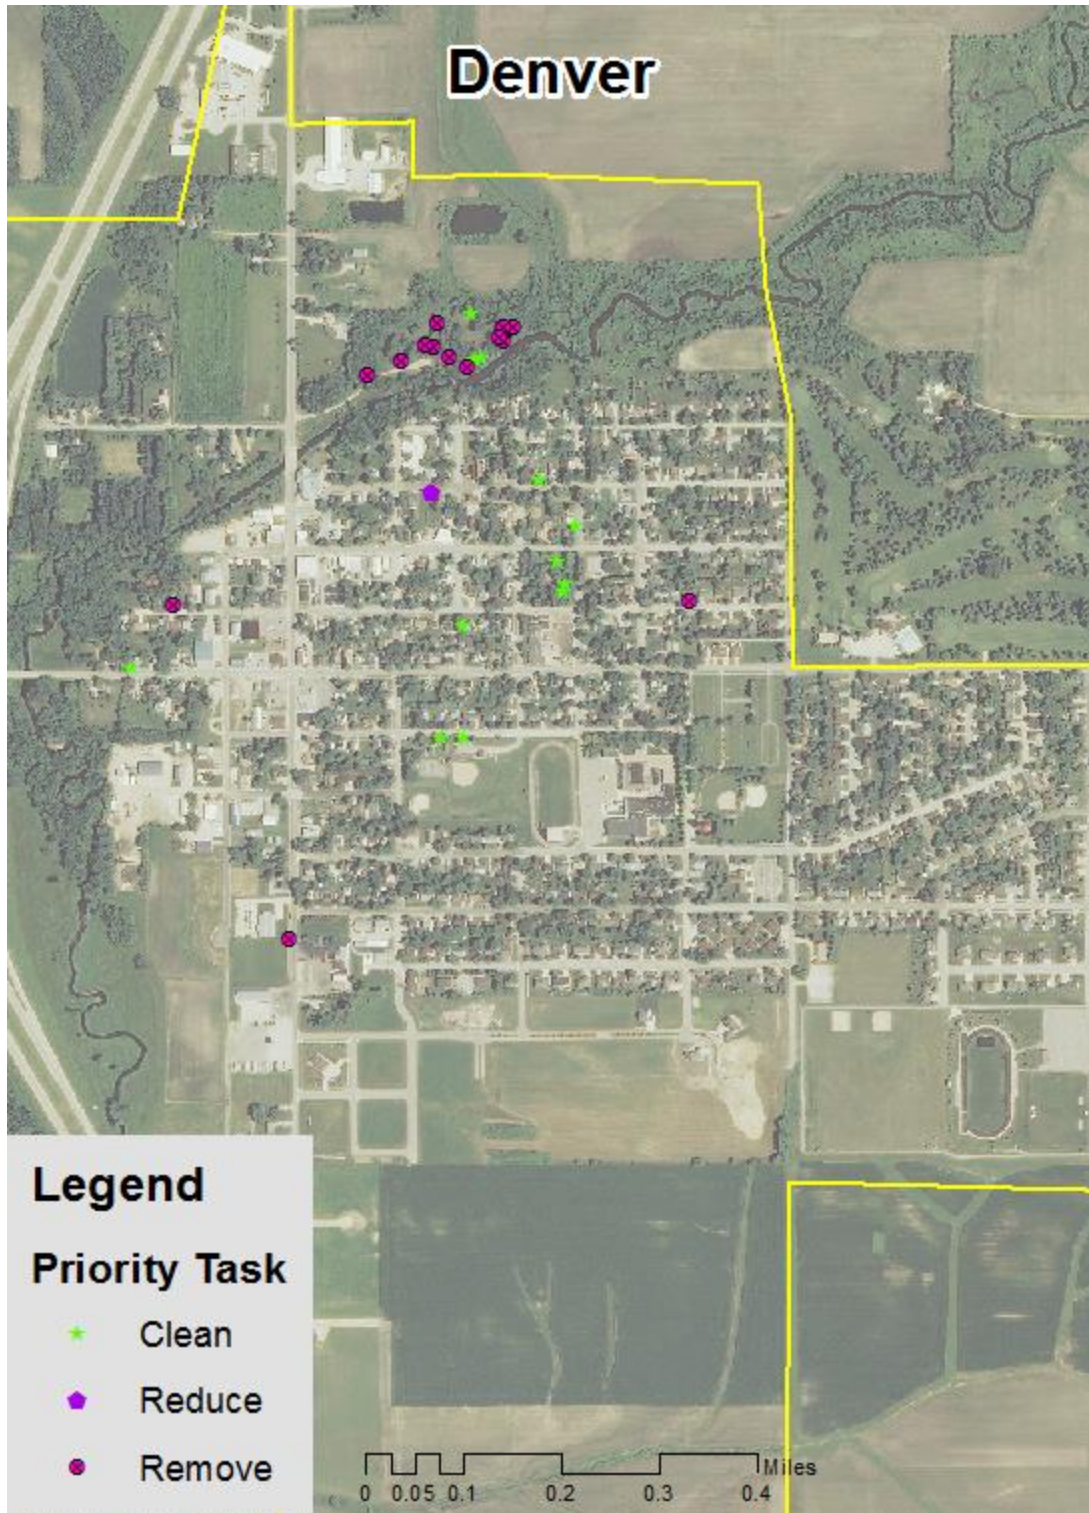 Denver
Legend
Priority Task
Clean
Reduce
Remove
Miles
0 0.05 0.1 0.2 0.3 0.4